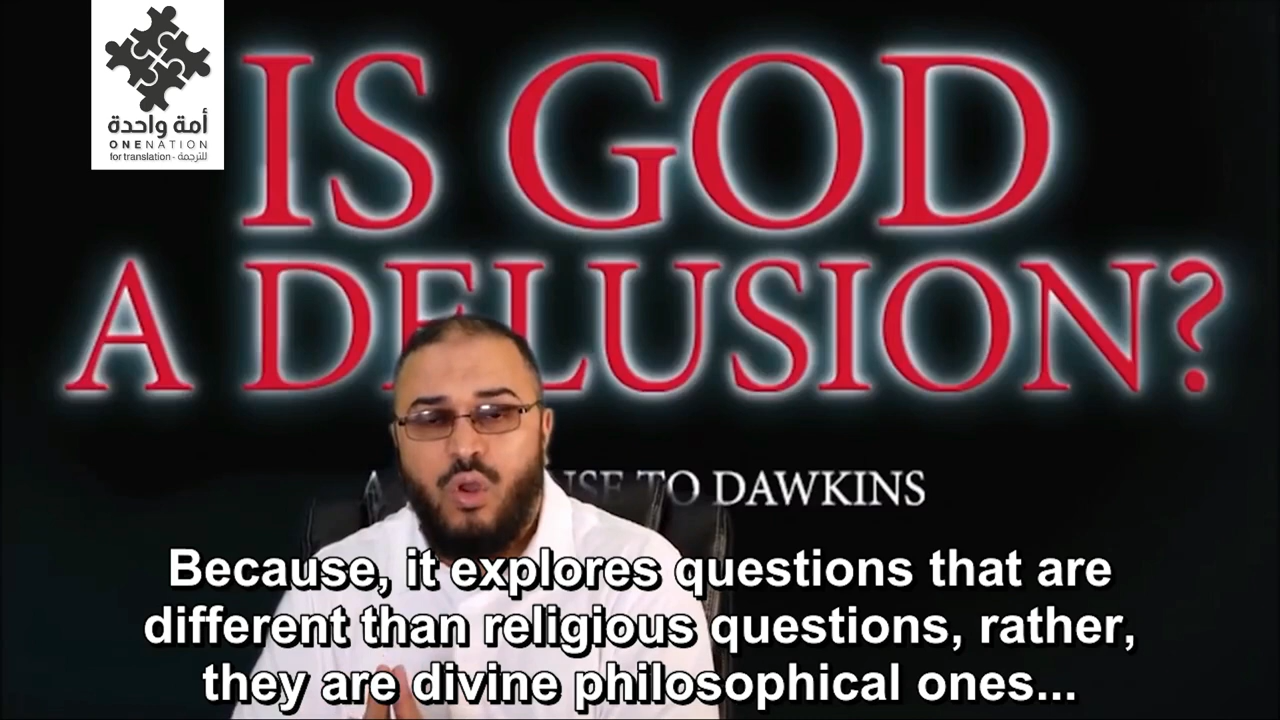 أمة واحدة
ONENATION
for translation - للترجمة
IS GOD
A DELUSION?
A TO DAWKINS
Because, it explores questions that are
different than religious questions, rather,
they are divine philosophical ones...